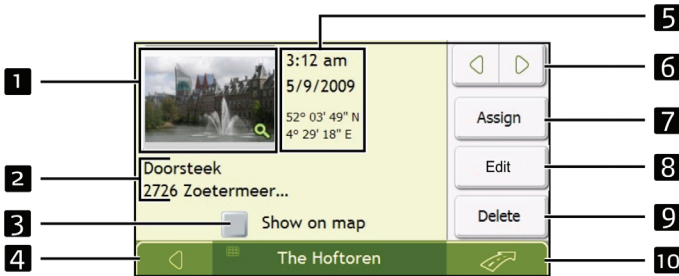 5
3:12 am
6
1
5/9/2009
52° 03' 49" N
Assign
7
4° 29' 18" E
Doorsteek
Edit
8
2
2726 Zoetermeer...
3
Show on map
Delete
9
4
The Hoftoren
10